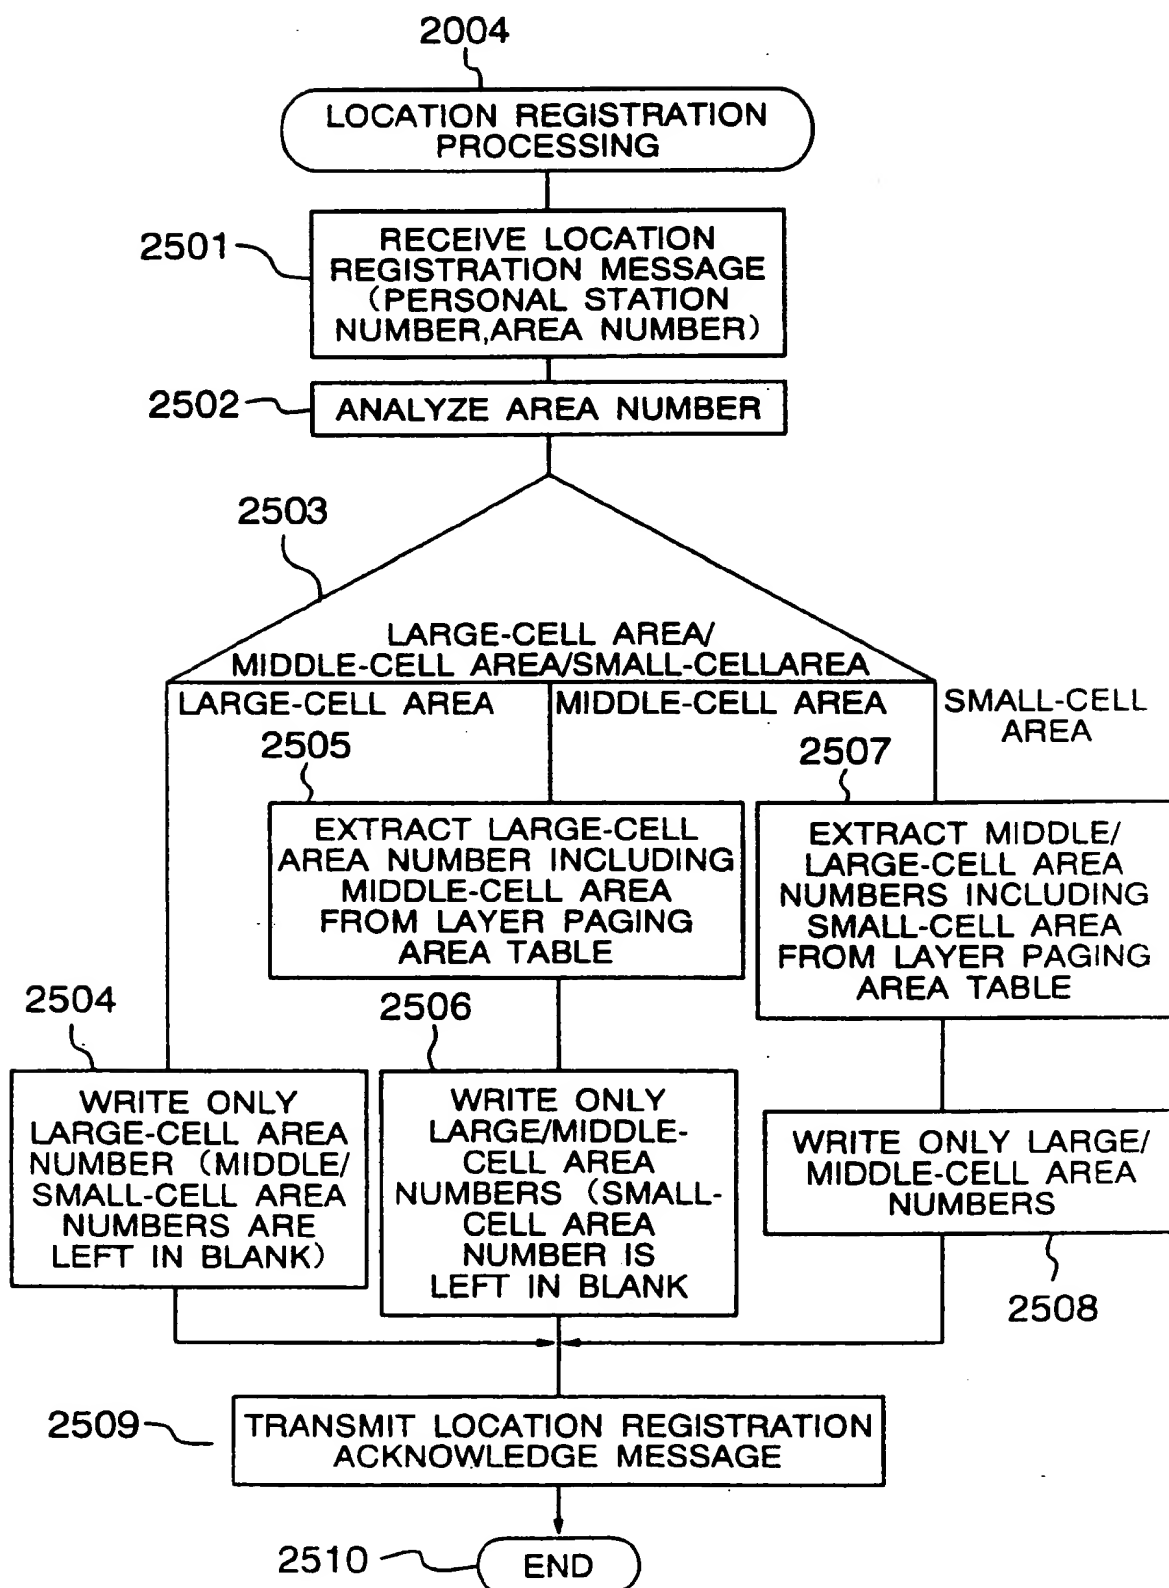 2004
LOCATION REGISTRATION
PROCESSING
2501
RECEIVE LOCATION
REGISTRATION MESSAGE
(PERSONAL STATION
NUMBER,AREA NUMBER)
2502
ANALYZE AREA NUMBER
2503
LARGE-CELL AREA/
MIDDLE-CELL AREA/SMALL-CELLAREA
LARGE-CELL AREA
MIDDLE-CELL AREA
SMALL-CELL
AREA
2505
EXTRACT LARGE-CELL
AREA NUMBER INCLUDING
MIDDLE-CELL AREA
FROM LAYER PAGING
AREA TABLE
2507
EXTRACT MIDDLE/
LARGE-CELL AREA
NUMBERS INCLUDING
SMALL-CELL AREA
FROM LAYER PAGING
AREA TABLE
2504
WRITE ONLY
LARGE-CELL AREA
NUMBER (MIDDLE/
SMALL-CELL AREA
NUMBERS ARE
LEFT IN BLANK)
2506
WRITE ONLY
LARGE/MIDDLE-
CELL AREA
NUMBERS (SMALL-
CELL AREA
NUMBER IS
LEFT IN BLANK
WRITE ONLY LARGE/
MIDDLE-CELL AREA
NUMBERS
2508
2509
TRANSMIT LOCATION REGISTRATION
ACKNOWLEDGE MESSAGE
2510
END